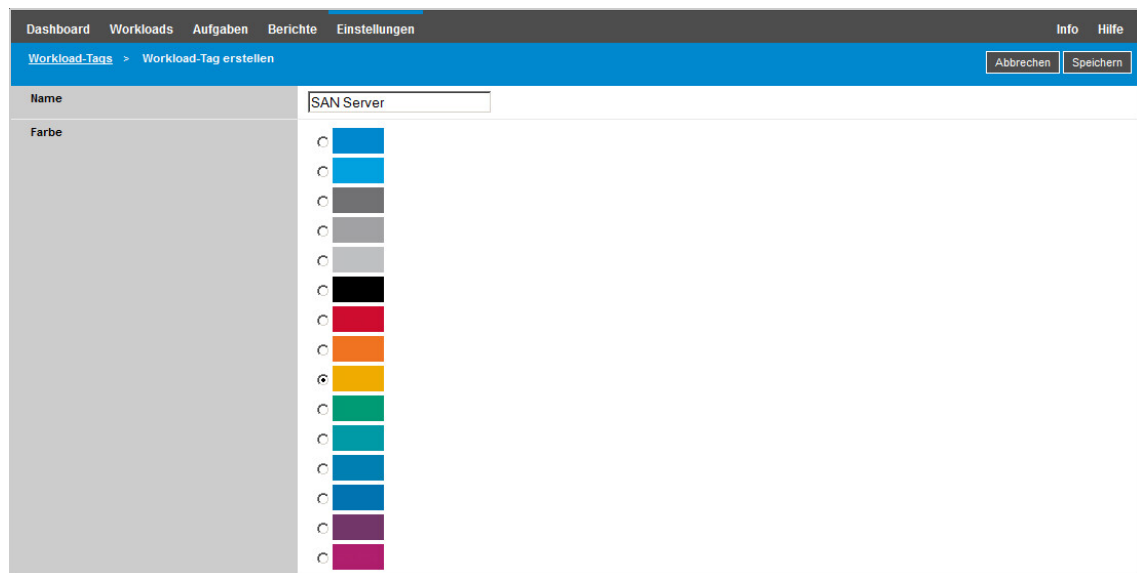 Dashboard Workloads Aufgaben Berichte Einstellungen Info Hilfe
Workload-Tags > Workload-Tag erstellen Abbrechen Speichern
Name SAN Server
Farbe